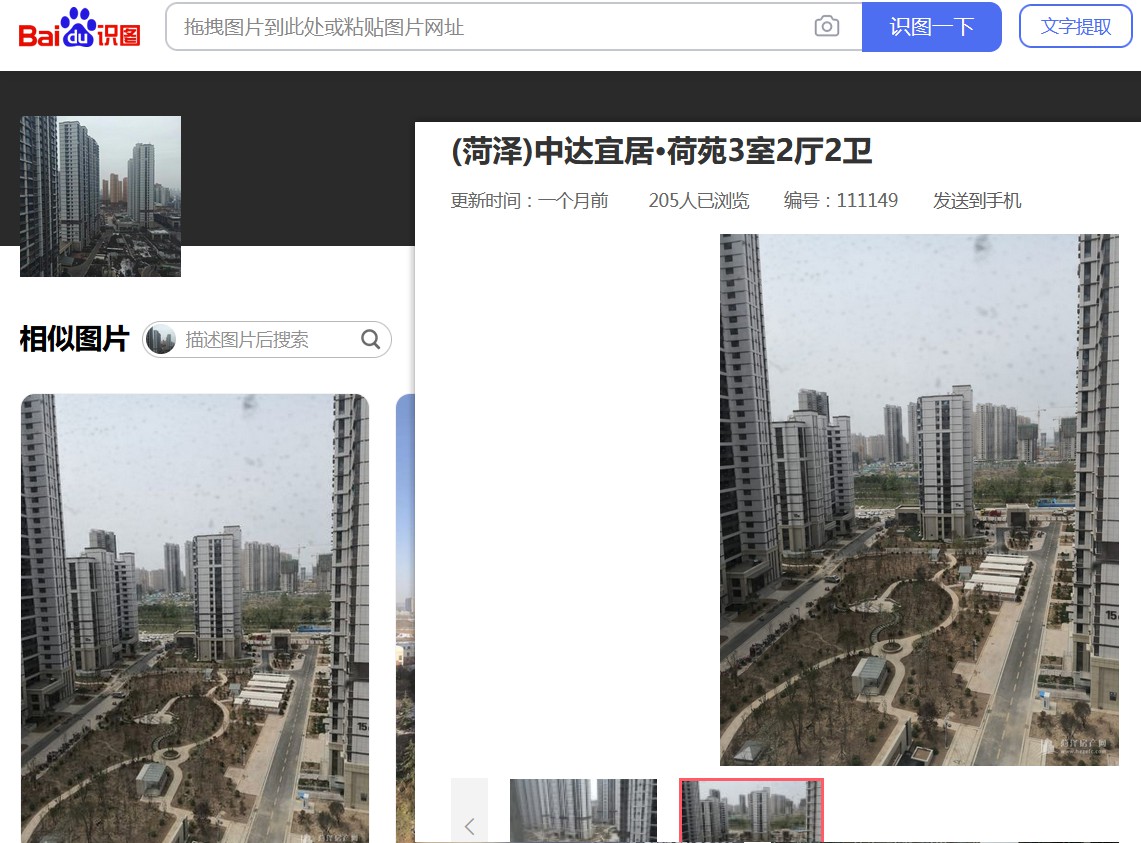 Bai du 识图
拖拽图片到此处或粘贴图片网址
识图一下
文字提取
(菏泽)中达宜居•荷苑3室2厅2卫
更新时间：一个月前 205人已浏览 编号：111149 发送到手机
相似图片
描述图片后搜索
15
15